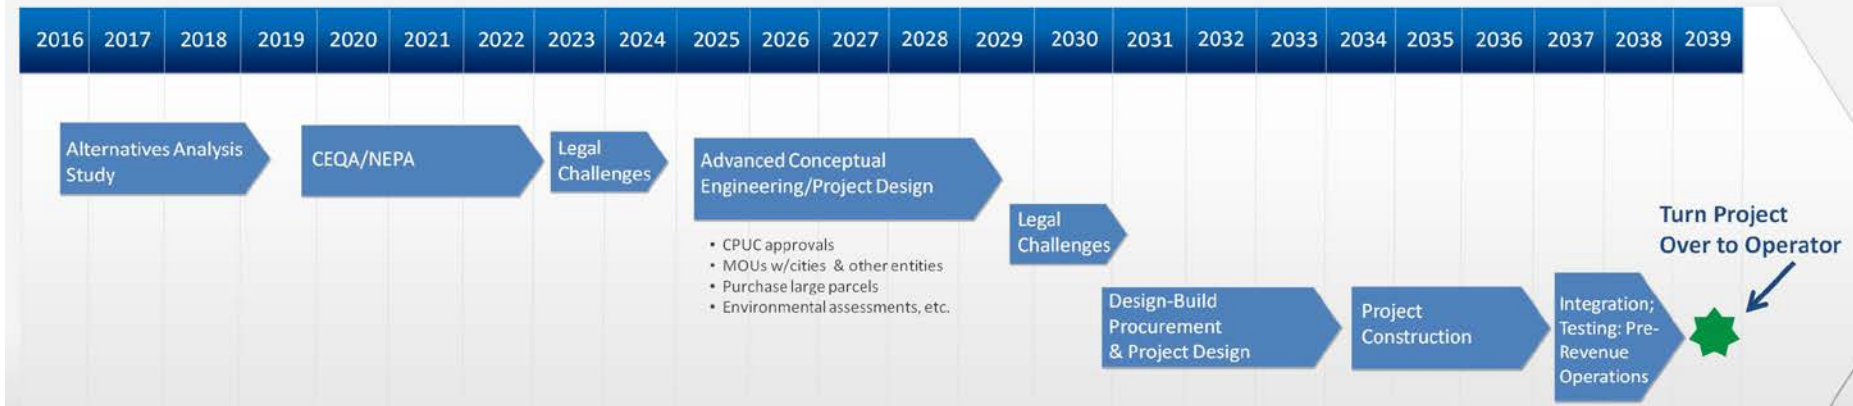 2016 2017 2018 2019 2020 2021 2022 2023 2024 2025 2026 2027 2028 2029 2030 2031 2032 2033 2034 2035 2036 2037 2038 2039
Alternatives Analysis
Study
CEQA/NEPA
Legal
Challenges
Advanced Conceptual
Engineering/Project Design
• CPUC approvals
• MOUs w/cities & other entities
• Purchase large parcels
• Environmental assessments, etc.
Legal
Challenges
Design-Build
Procurement
& Project Design
Project
Construction
Integration;
Testing: Pre-
Revenue
Operations
Turn Project
Over to Operator